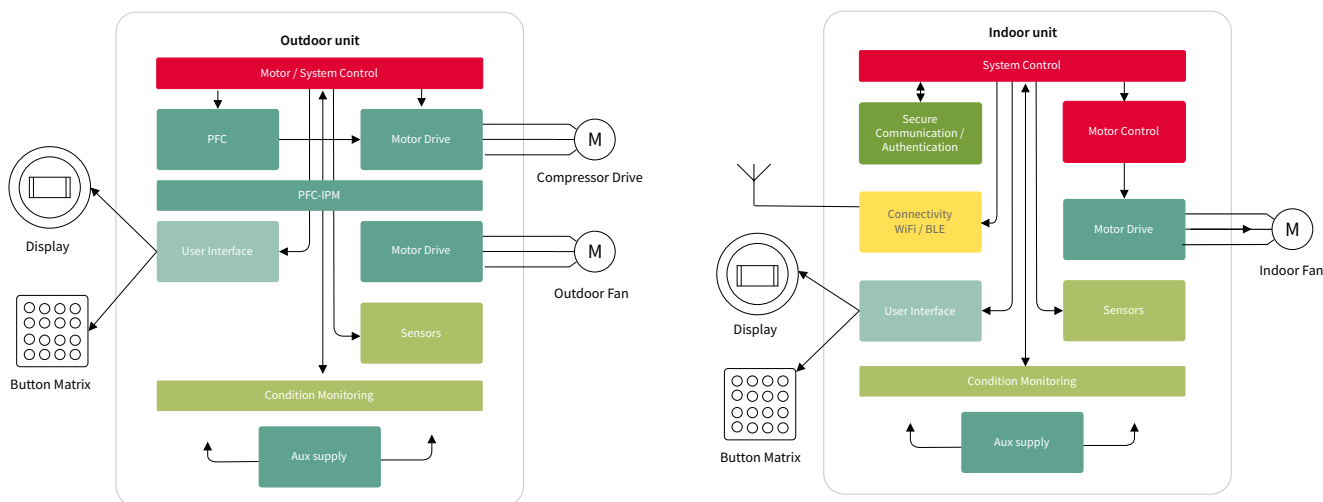 Outdoor unit
Motor / System Control
PFC
Motor Drive
M
Compressor Drive
PFC-IPM
Display
User Interface
Motor Drive
M
Outdoor Fan
Button Matrix
Sensors
Condition Monitoring
Aux supply
Indoor unit
System Control
Secure
Communication /
Authentication
Motor Control
Connectivity
WiFi / BLE
Motor Drive
M
Indoor Fan
Display
User Interface
Sensors
Button Matrix
Condition Monitoring
Aux supply